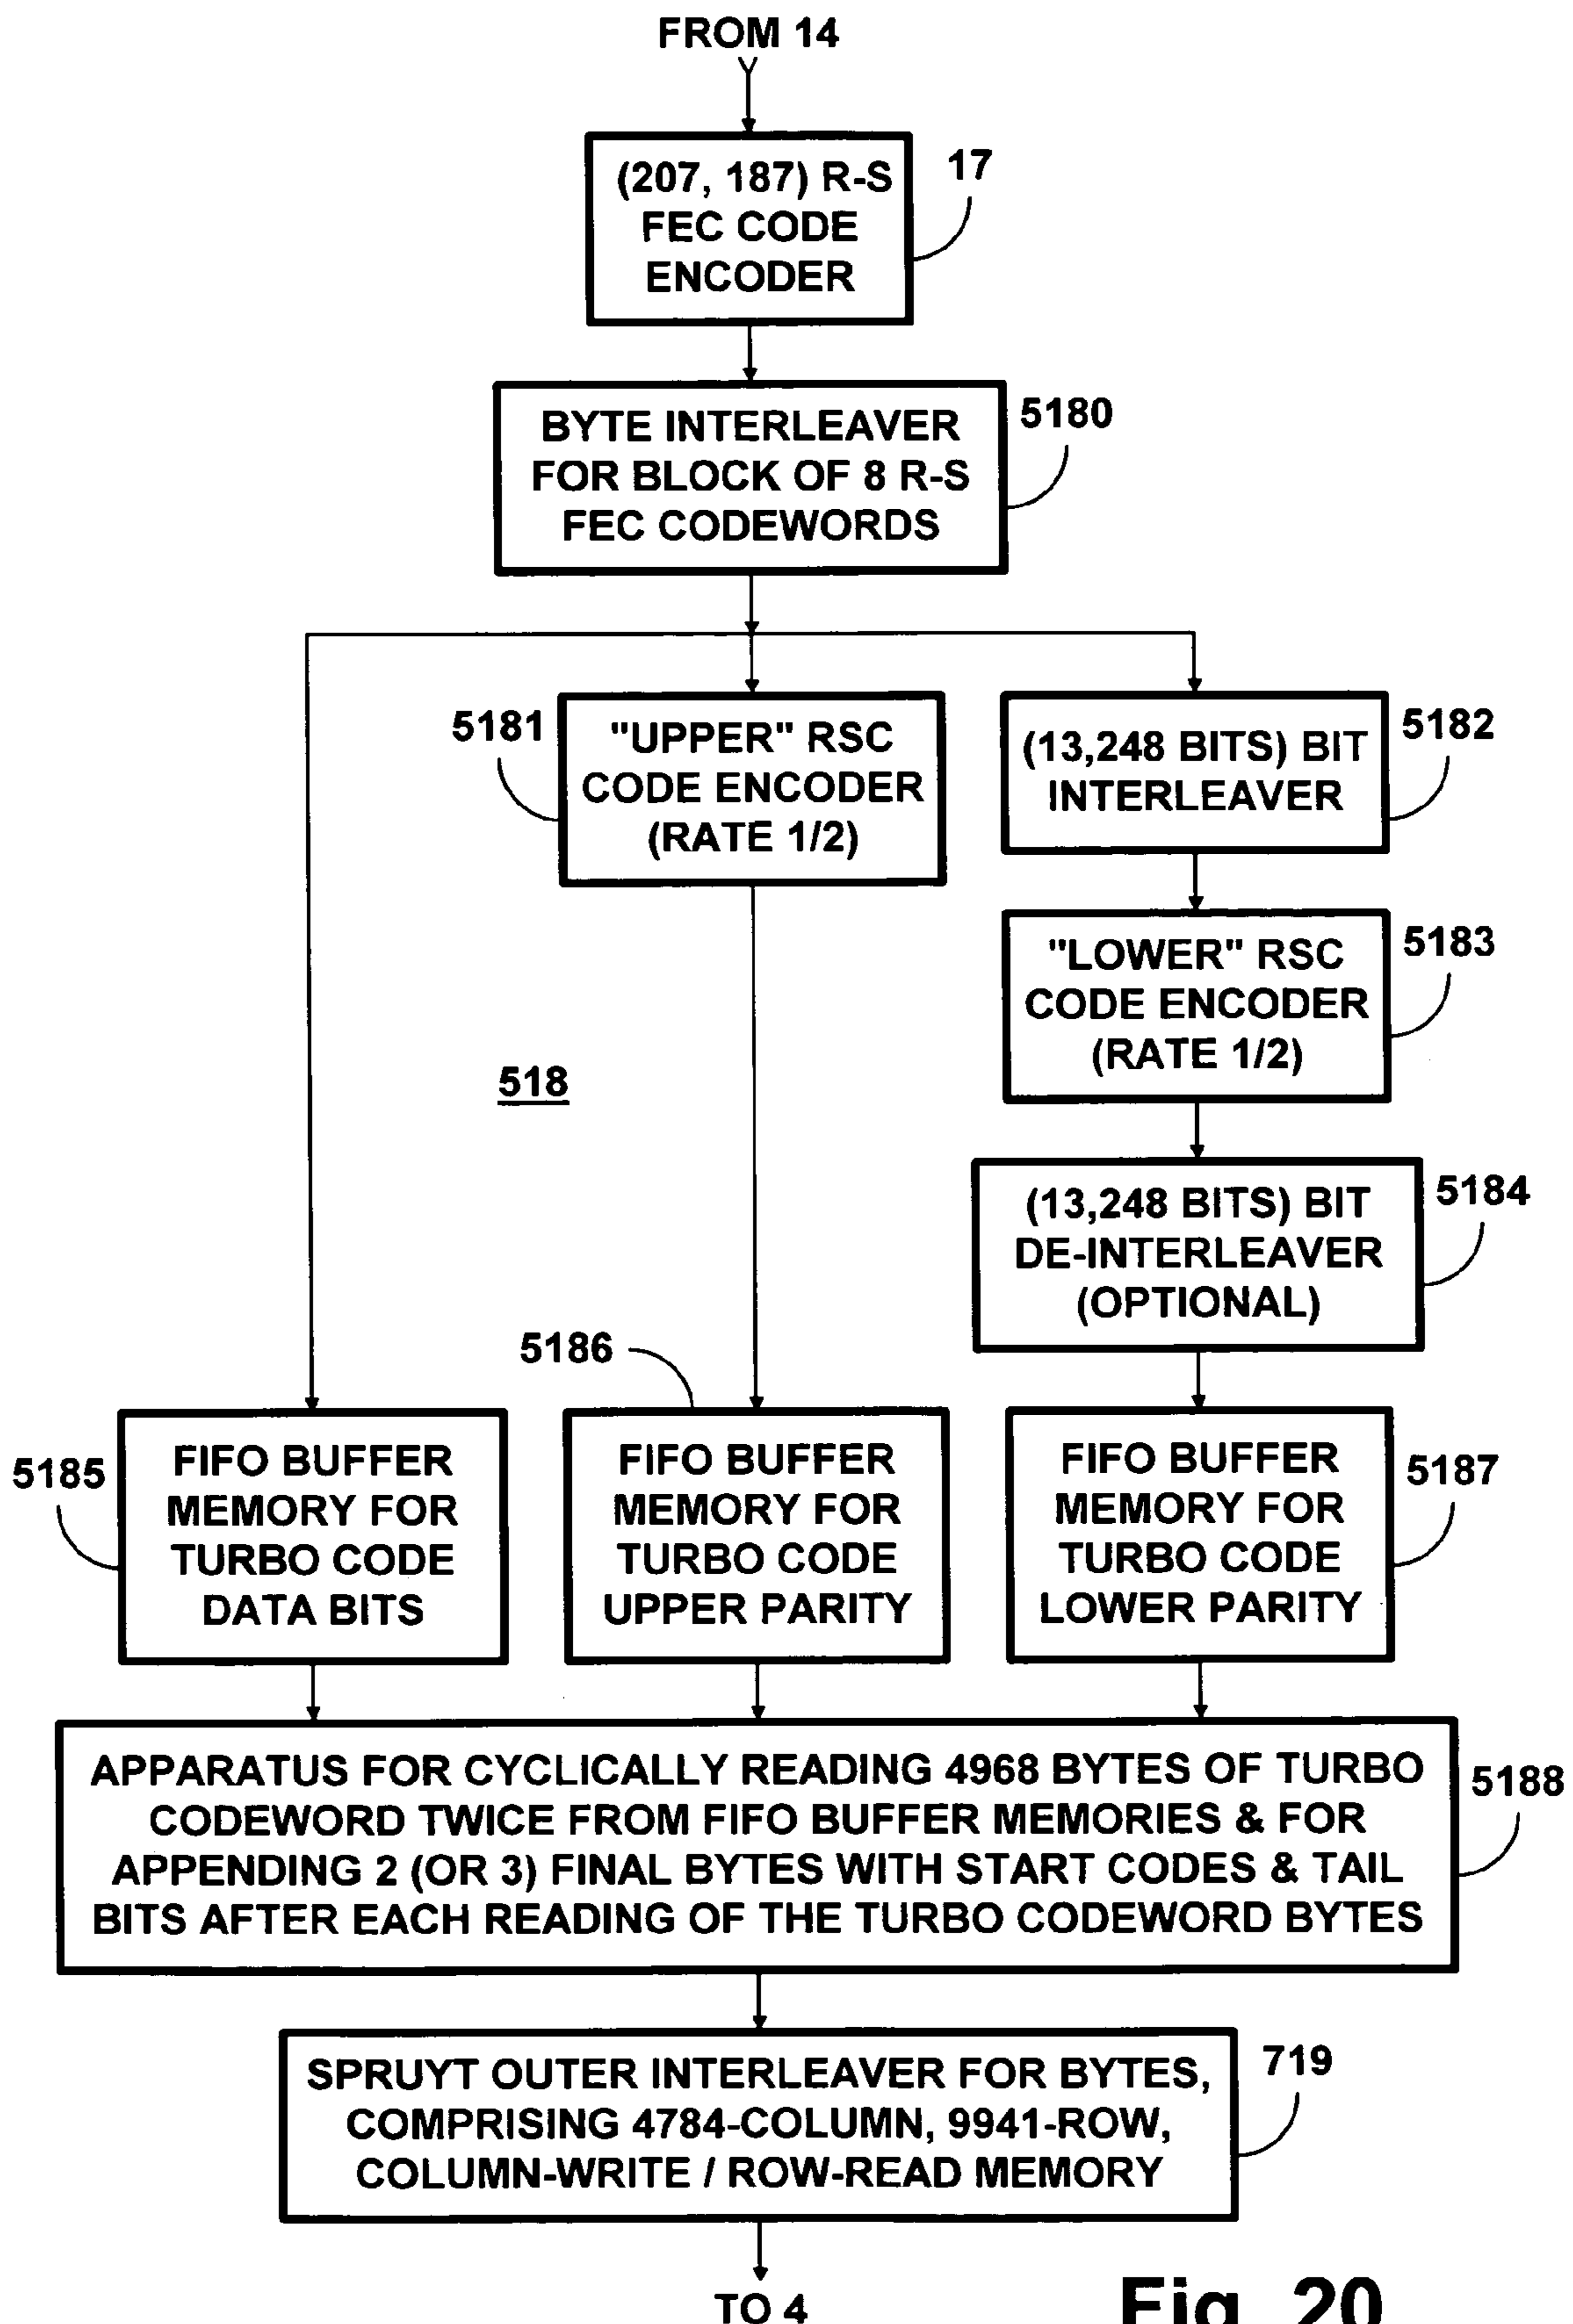 FROM 14
(207, 187) R-S
FEC CODE
ENCODER
17
BYTE INTERLEAVER
FOR BLOCK OF 8 R-S
FEC CODEWORDS
5180
5181
"UPPER" RSC
CODE ENCODER
(RATE 1/2)
(13,248 BITS) BIT
INTERLEAVER
5182
"LOWER" RSC
CODE ENCODER
(RATE 1/2)
5183
518
(13,248 BITS) BIT
DE-INTERLEAVER
(OPTIONAL)
5184
5186
5185
FIFO BUFFER
MEMORY FOR
TURBO CODE
DATA BITS
FIFO BUFFER
MEMORY FOR
TURBO CODE
UPPER PARITY
FIFO BUFFER
MEMORY FOR
TURBO CODE
LOWER PARITY
5187
APPARATUS FOR CYCLICALLY READING 4968 BYTES OF TURBO
CODEWORD TWICE FROM FIFO BUFFER MEMORIES & FOR
APPENDING 2 (OR 3) FINAL BYTES WITH START CODES & TAIL
BITS AFTER EACH READING OF THE TURBO CODEWORD BYTES
5188
SPRUYT OUTER INTERLEAVER FOR BYTES,
COMPRISING 4784-COLUMN, 9941-ROW,
COLUMN-WRITE / ROW-READ MEMORY
719
TO 4
Fig. 20